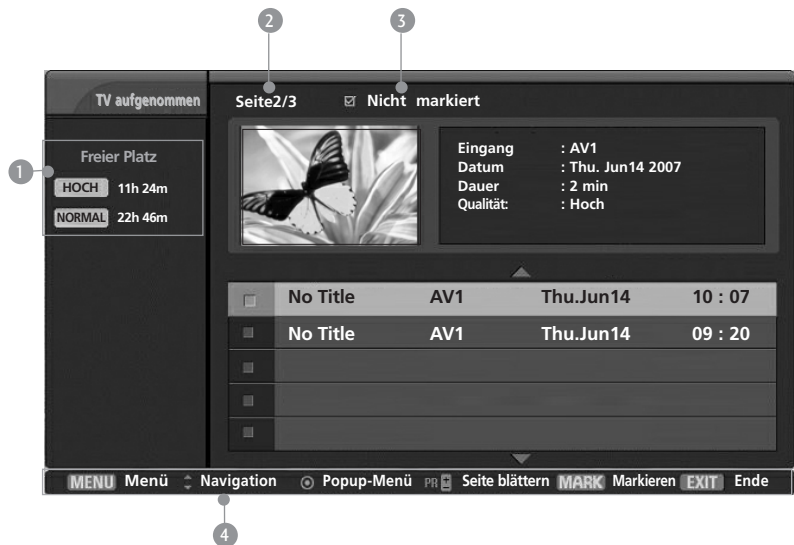 2 3
TV aufgenommen
Seite2/3 Nicht markiert
1
Freier Platz
HOCH 11h 24m
NORMAL 22h 46m
Eingang : AV1
Datum : Thu. Jun14 2007
Dauer : 2 min
Qualität: : Hoch
No Title AV1 Thu.Jun14 10 : 07
No Title AV1 Thu.Jun14 09 : 20
MENU Menü Navigation Popup-Menü PR + - Seite blättern MARK Markieren EXIT Ende
4